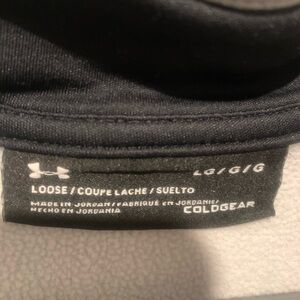 LG/G/G
LOOSE/COUPE LACHE/SUELTO
MADE IN JORDAN/FABRIQUÉ EN JORDANIE/
HECHO EN JORDANIA
COLDGEAR